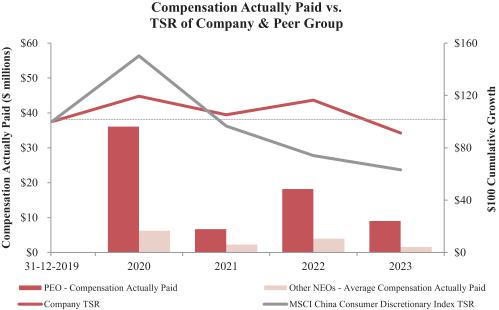 Compensation Actually Paid vs.
TSR of Company & Peer Group
Compensation Actually Paid ($ millions)
$60
$50
$40
$30
$20
$10
$0
$160
$120
$80
$40
$0
$100 Cumulative Growth
31-12-2019 2020 2021 2022 2023
PEO - Compensation Actually Paid
Other NEOs - Average Compensation Actually Paid
Company TSR
MSCI China Consumer Discretionary Index TSR